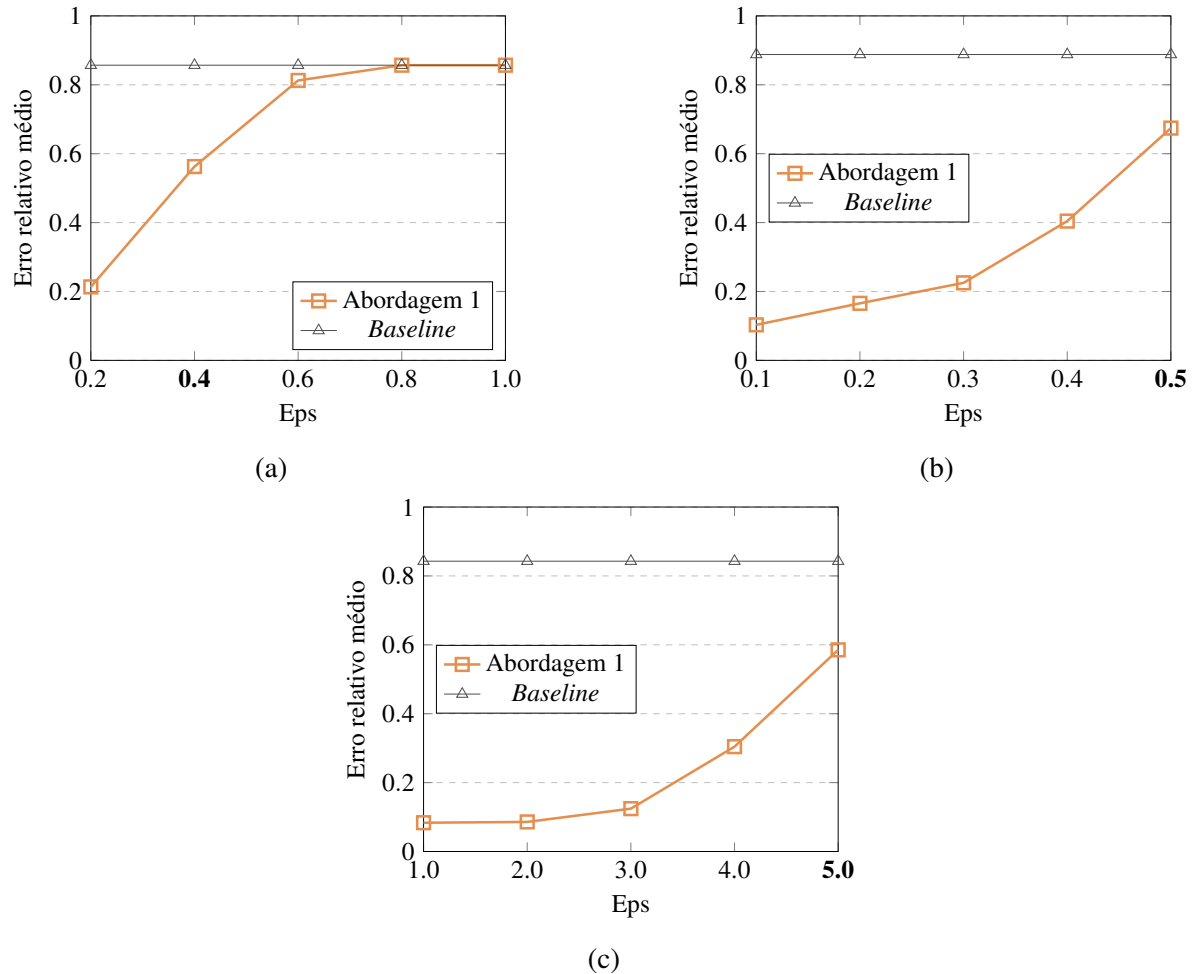 1
0.8
0.6
0.4
0.2
0
0.2 0.4 0.6 0.8 1.0
Erro relativo médio
Eps
Abordagem 1
Baseline
(a)
1
0.8
0.6
0.4
0.2
0
0.1 0.2 0.3 0.4 0.5
Erro relativo médio
Eps
Abordagem 1
Baseline
(b)
1
0.8
0.6
0.4
0.2
0
1.0 2.0 3.0 4.0 5.0
Erro relativo médio
Eps
Abordagem 1
Baseline
(c)